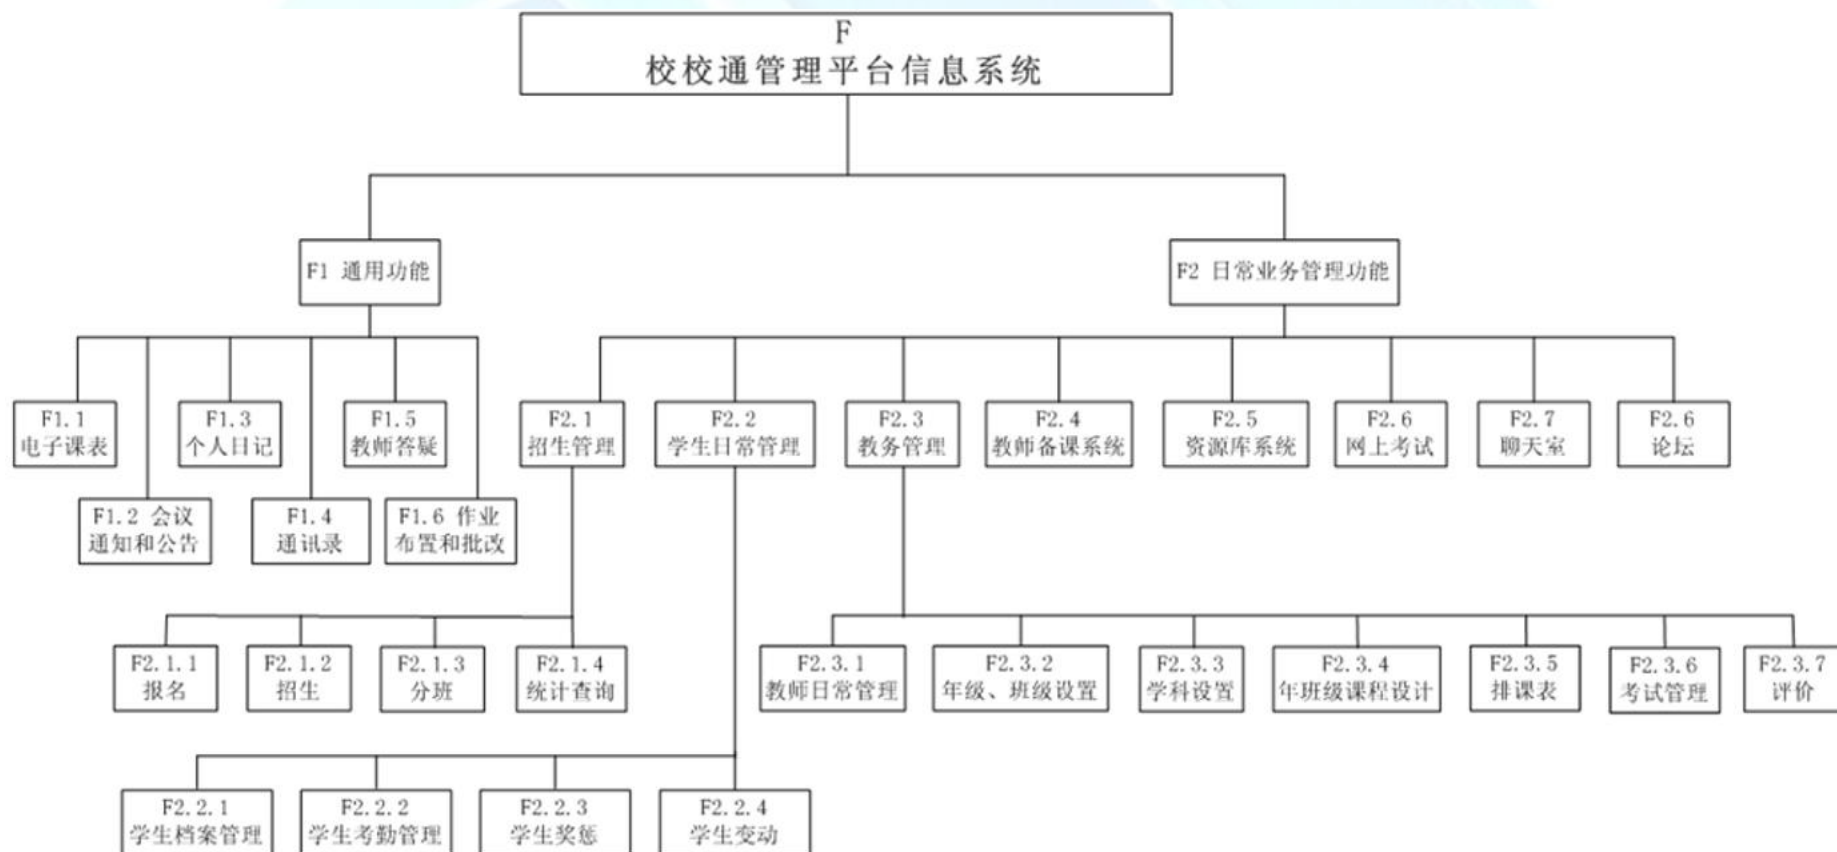 F
校校通管理平台信息系统
F1 通用功能
F2 日常业务管理功能
F1.1
电子课表
F1.3
个人日记
F1.5
教师答疑
F2.1
招生管理
F2.2
学生日常管理
F2.3
教务管理
F2.4
教师备课系统
F2.5
资源库系统
F2.6
网上考试
F2.7
聊天室
F2.6
论坛
F1.2 会议
通知和公告
F1.4
通讯录
F1.6 作业
布置和批改
F2.1.1
报名
F2.1.2
招生
F2.1.3
分班
F2.1.4
统计查询
F2.3.1
教师日常管理
F2.3.2
年级、班级设置
F2.3.3
学科设置
F2.3.4
年班级课程设计
F2.3.5
排课表
F2.3.6
考试管理
F2.3.7
评价
F2.2.1
学生档案管理
F2.2.2
学生考勤管理
F2.2.3
学生奖惩
F2.2.4
学生变动